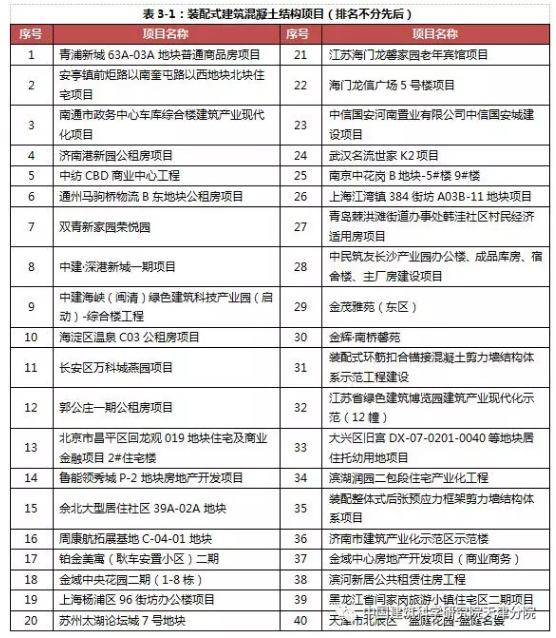 表 3-1：装配式建筑混凝土结构项目（排名不分先后）
序号 项目名称 序号 项目名称
1 青浦新城 63A-03A 地块普通商品房项目 21 江苏海门龙馨家园老年宾馆项目
2 安亭镇前炬路以南奎屯路以西地块北块住宅项目 22 海门龙信广场 5 号楼项目
3 南通市政务中心车库综合楼建筑产业现代化项目 23 中信国安河南置业有限公司中信国安城建设项目
4 济南港新园公租房项目 24 武汉名流世家 K2 项目
5 中纺 CBD 商业中心工程 25 南京中花岗 B 地块-5#楼 9#楼
6 通州马驹桥物流 B 东地块公租房项目 26 上海江湾镇 384 街坊 A03B-11 地块项目
7 双青新家园荣悦园 27 青岛棘洪滩街道办事处韩洼社区村民经济适用房项目
8 中建·深港新城一期项目 28 中民筑友长沙产业园办公楼、成品库房、宿舍楼、主厂房建设项目
9 中建海峡（闽清）绿色建筑科技产业园（启动）-综合楼工程 29 金茂雅苑（东区）
10 海淀区温泉 C03 公租房项目 30 金辉·南桥馨苑
11 长安区万科城燕园项目 31 装配式环筋扣合锚接混凝土剪力墙结构体系示范工程建设
12 郭公庄一期公租房项目 32 江苏省绿色建筑博览园建筑产业现代化示范（12 幢）
13 北京市昌平区回龙观 019 地块住宅及商业金融项目 2#住宅楼 33 大兴区旧宫 DX-07-0201-0040 等地块居住托幼用地项目
14 鲁能领秀城 P-2 地块房地产开发项目 34 滨湖润园二包段住宅产业化工程
15 余北大型居住社区 39A-02A 地块 35 装配整体式后张预应力框架剪力墙结构体系项目
16 周康航拓展基地 C-04-01 地块 36 济南市建筑产业化示范区示范楼
17 铂金美寓（耿车安置小区）二期 37 金域中心房地产开发项目（商业商务）
18 金域中央花园二期（1-8 栋） 38 滨河新居公共租赁住房工程
19 上海杨浦区 96 街坊办公楼项目 39 黑龙江省闫家岗旅游小镇住宅区二期项目
20 苏州太湖论坛城 7 号地块 40 天津市北辰区
中国建筑科学研究院天津分院